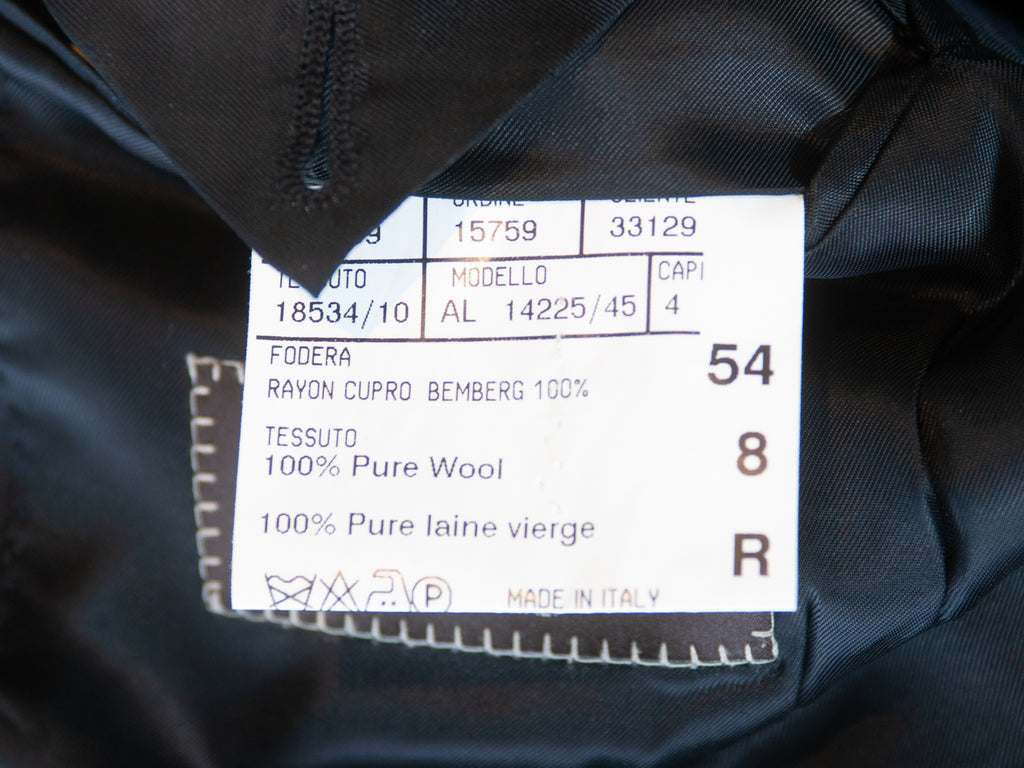 9 15759 33129
MODELLO CAPI
18534/10 AL 14225/45 4
FODERA
54
RAYON CUPRO BEMBERG 100%
TESSUTO
8
100% Pure Wool
100% Pure laine vierge
R
P
MADE IN ITALY